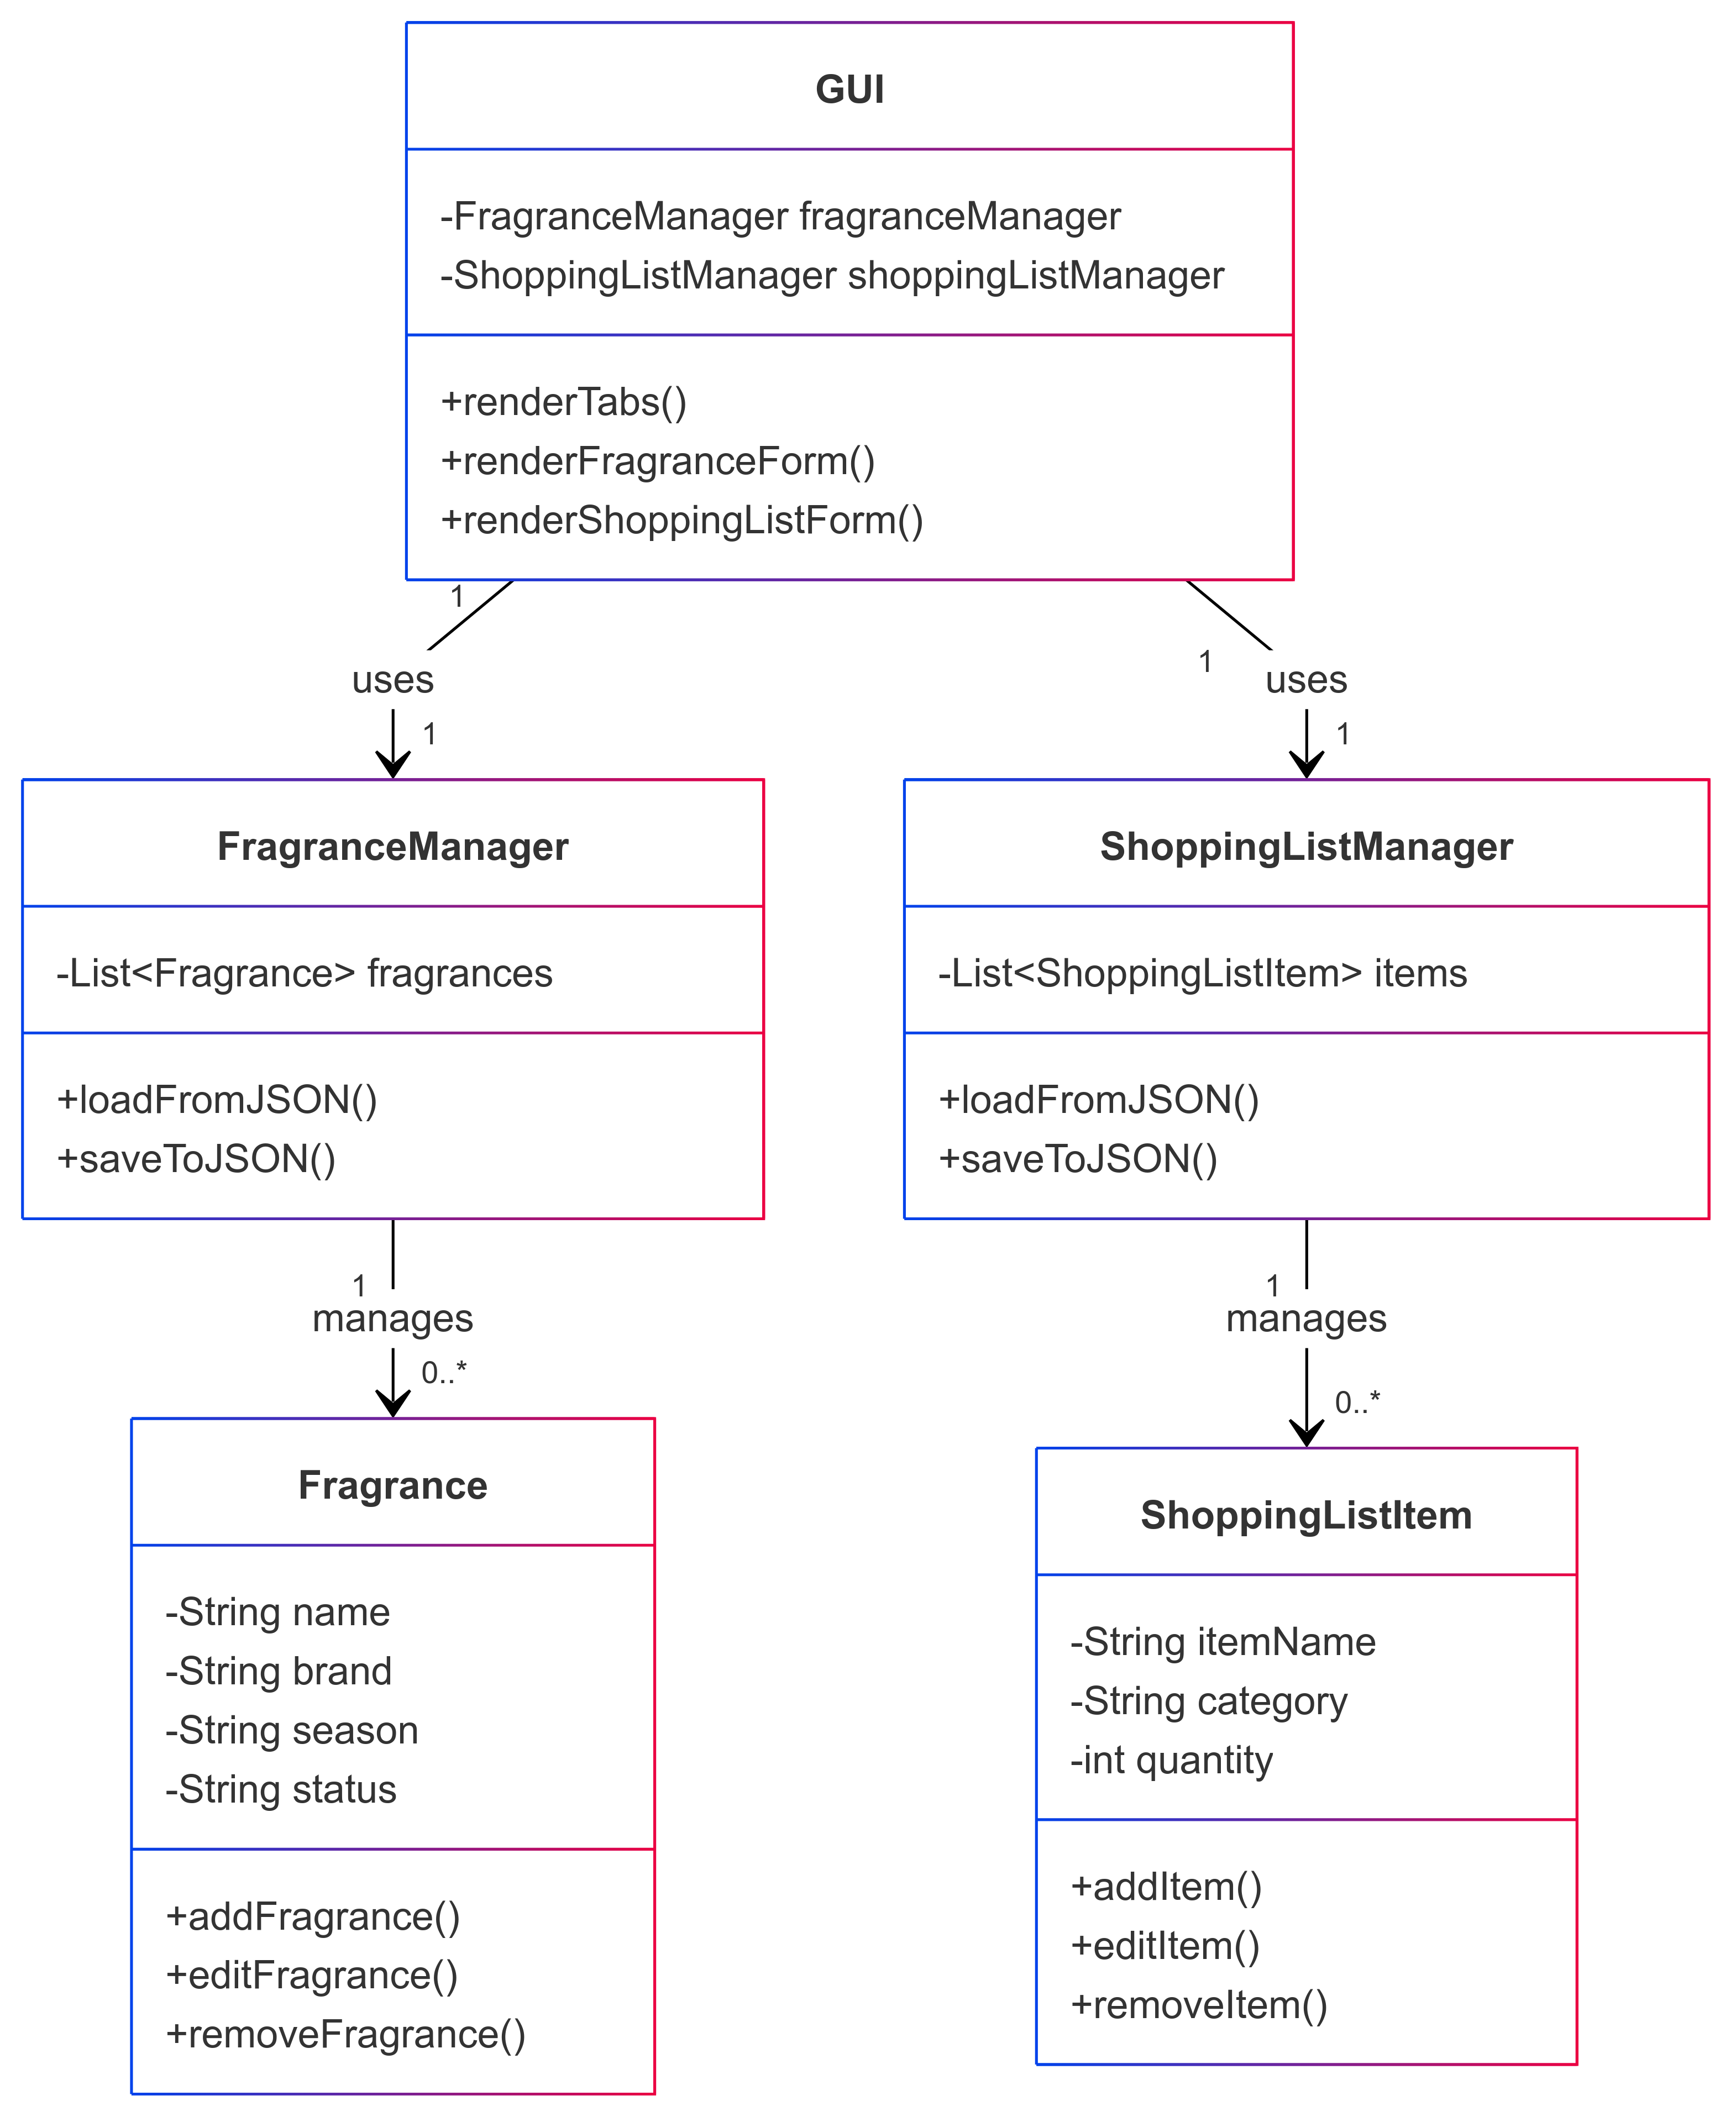 GUI
-FragranceManager fragranceManager
-ShoppingListManager shoppingListManager
+renderTabs()
+renderFragranceForm()
+renderShoppingListForm()
1
uses
1
1
uses
1
FragranceManager
-List<Fragrance> fragrances
+loadFromJSON()
+saveToJSON()
ShoppingListManager
-List<ShoppingListItem> items
+loadFromJSON()
+saveToJSON()
1
manages
0..*
1
manages
0..*
Fragrance
-String name
-String brand
-String season
-String status
+addFragrance()
+editFragrance()
+removeFragrance()
ShoppingListItem
-String itemName
-String category
-int quantity
+addItem()
+editItem()
+removeItem()